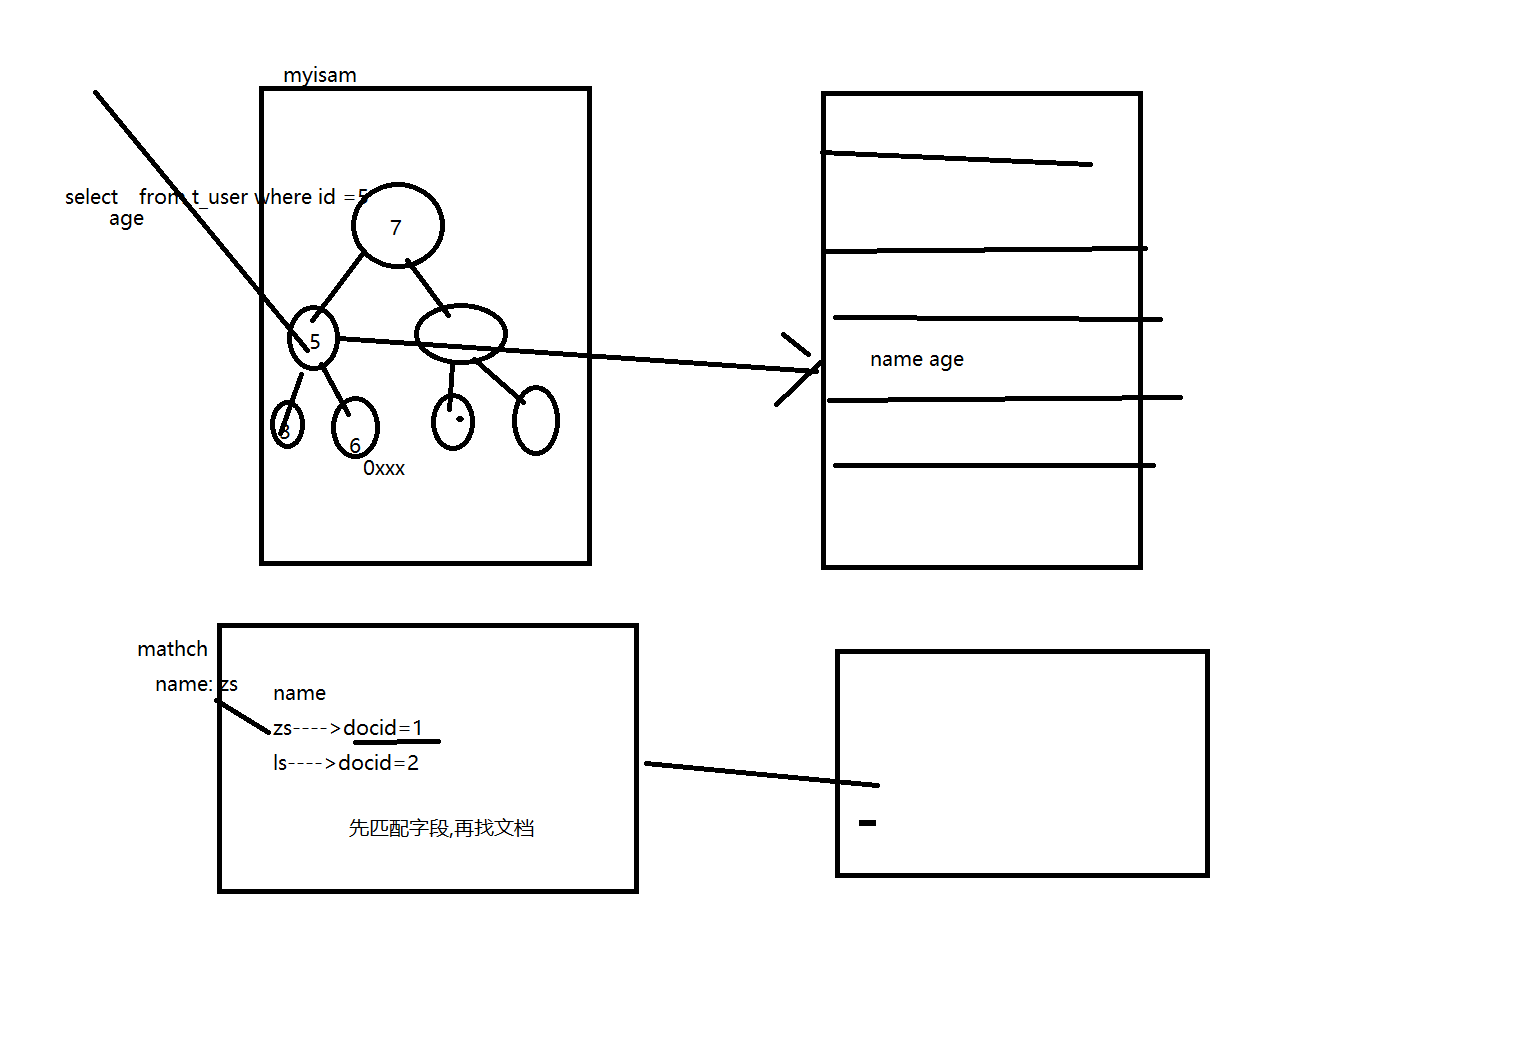 myisam
select from t_user where id =5
age
7
5
3
6
0xxx
name age
mathch
name: zs
name
zs---->docid=1
ls---->docid=2
先匹配字段,再找文档